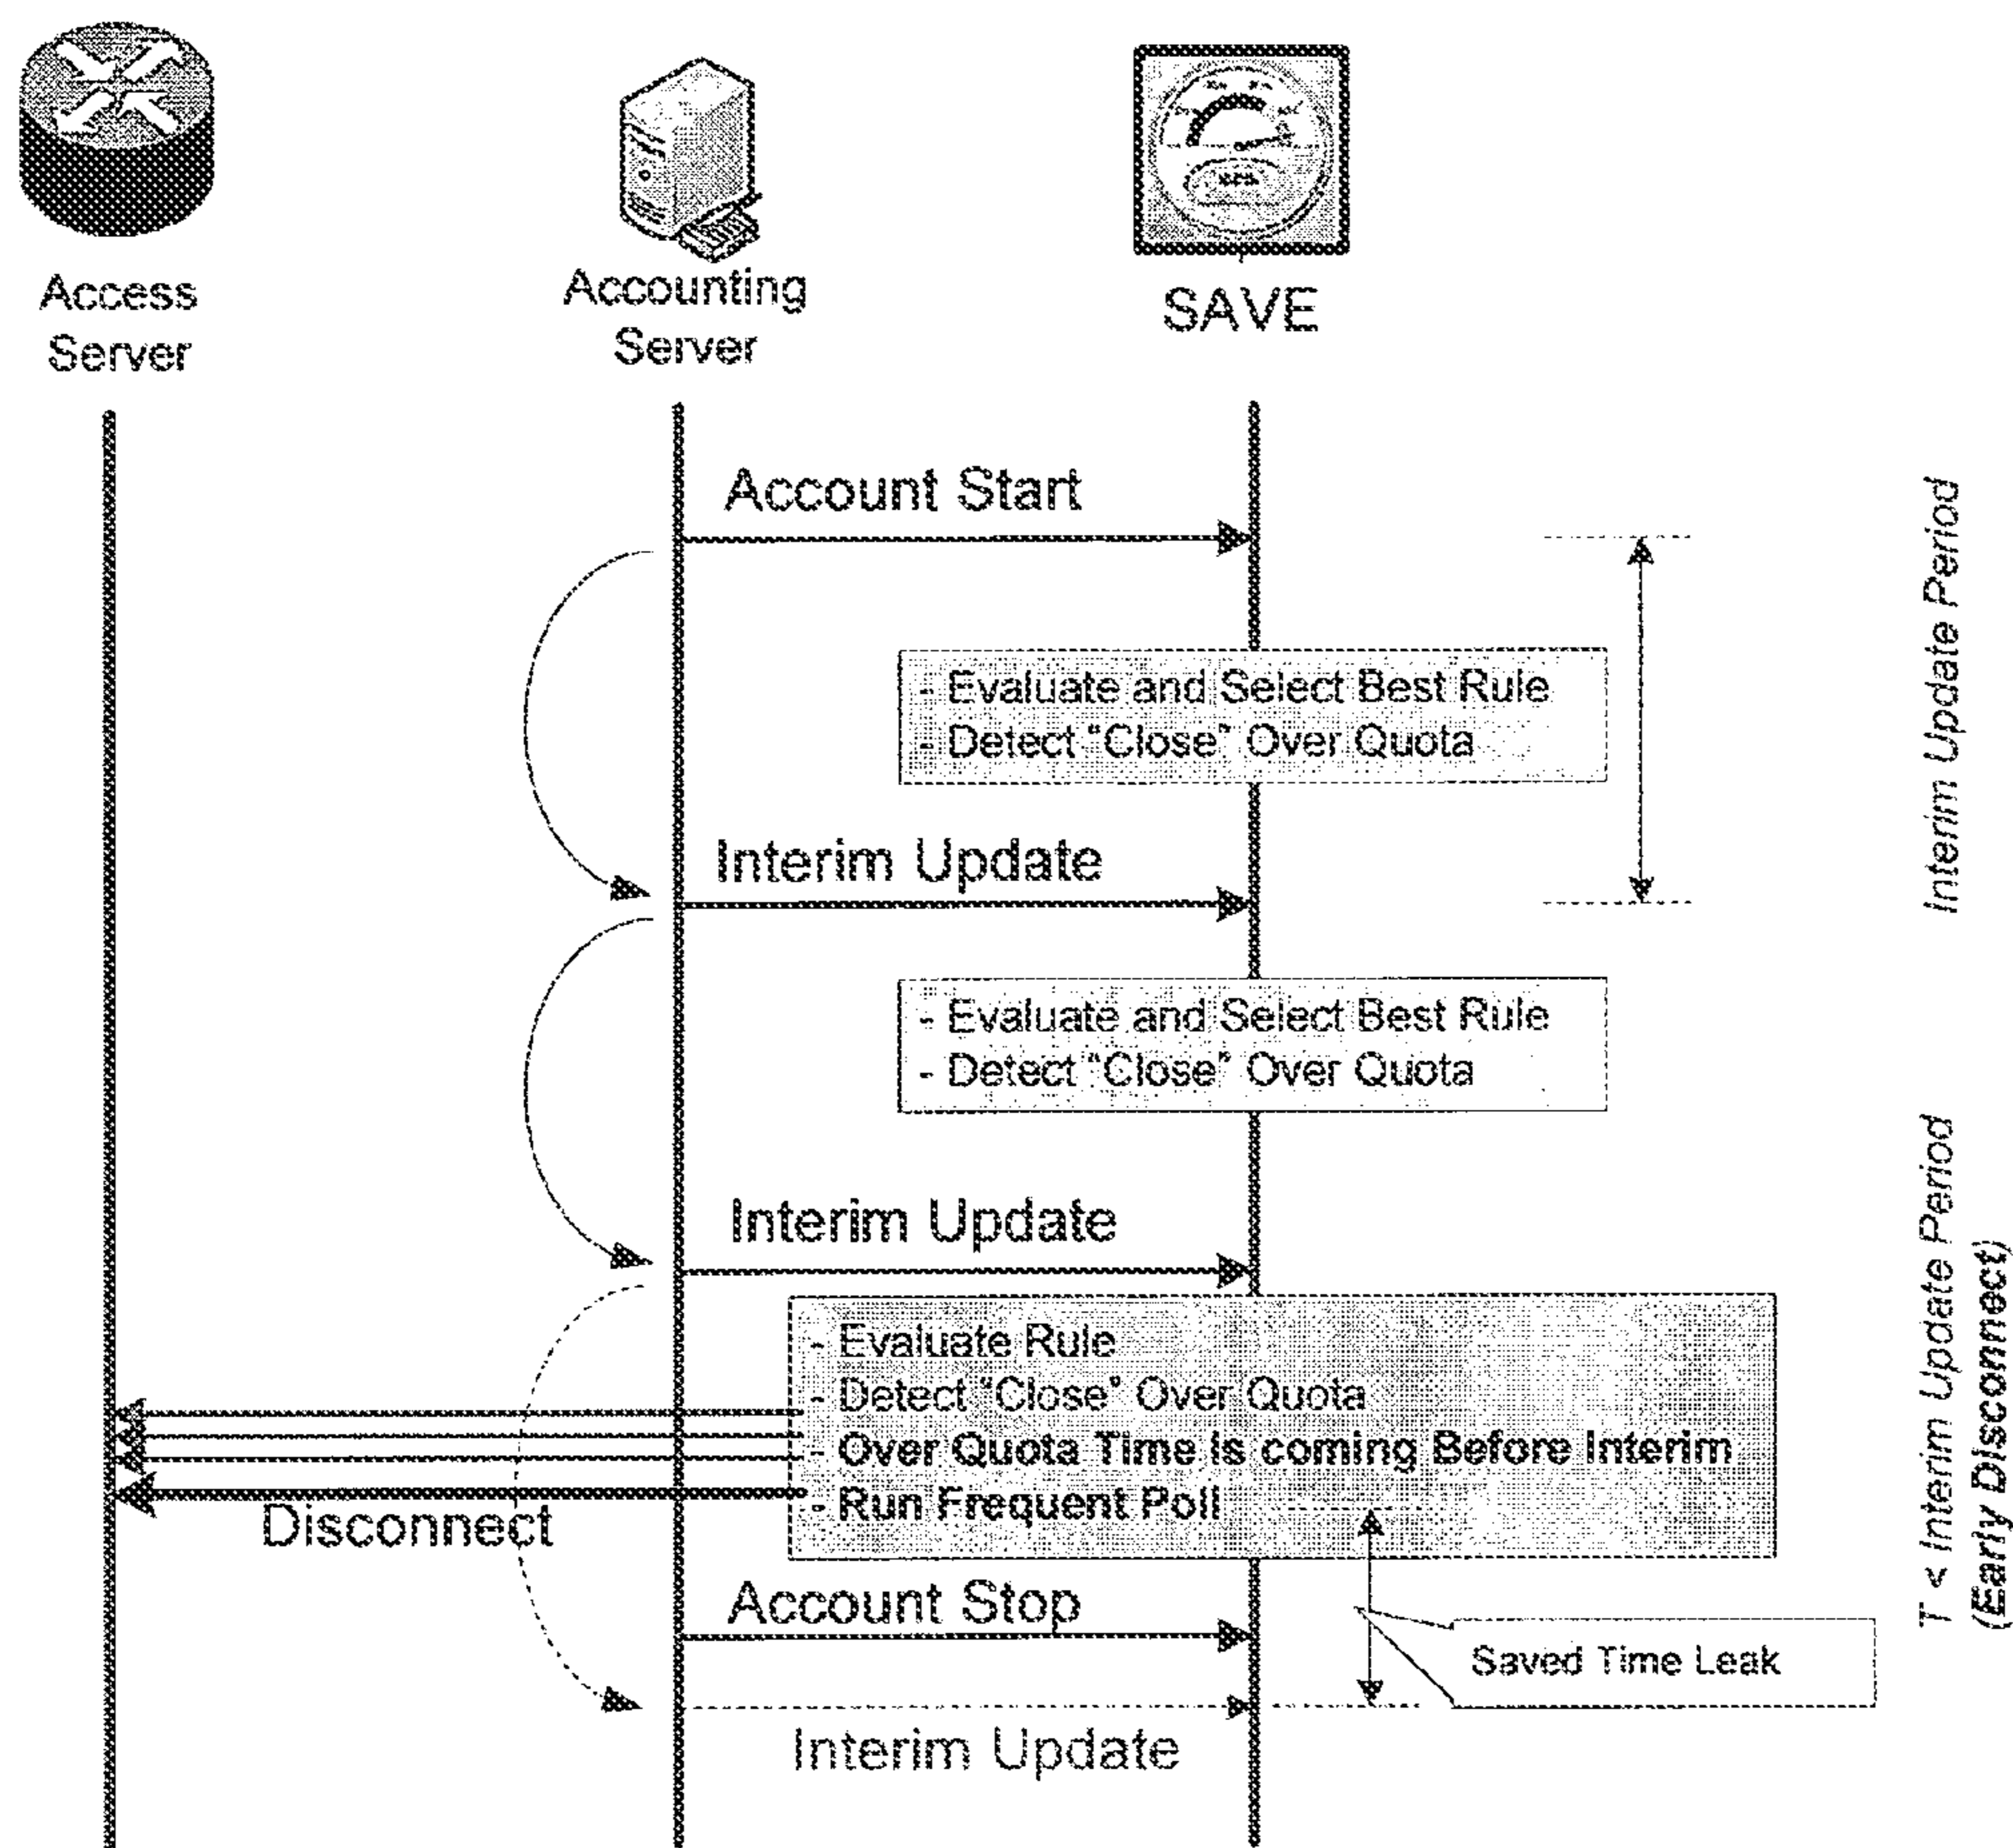 Access
Server
Accounting
Server
SAVE
Account Start
- Evaluate and Select Best Rule
- Detect "Close" Over Quota
Interim Update Period
Interim Update
- Evaluate and Select Best Rule
- Detect "Close" Over Quota
Interim Update
- Evaluate Rule
- Detect "Close" Over Quota
- Over Quota Time is coming Before Interim
- Run Frequent Poll
Disconnect
T < Interim Update Period
(Early Disconnect)
Account Stop
Saved Time Leak
Interim Update